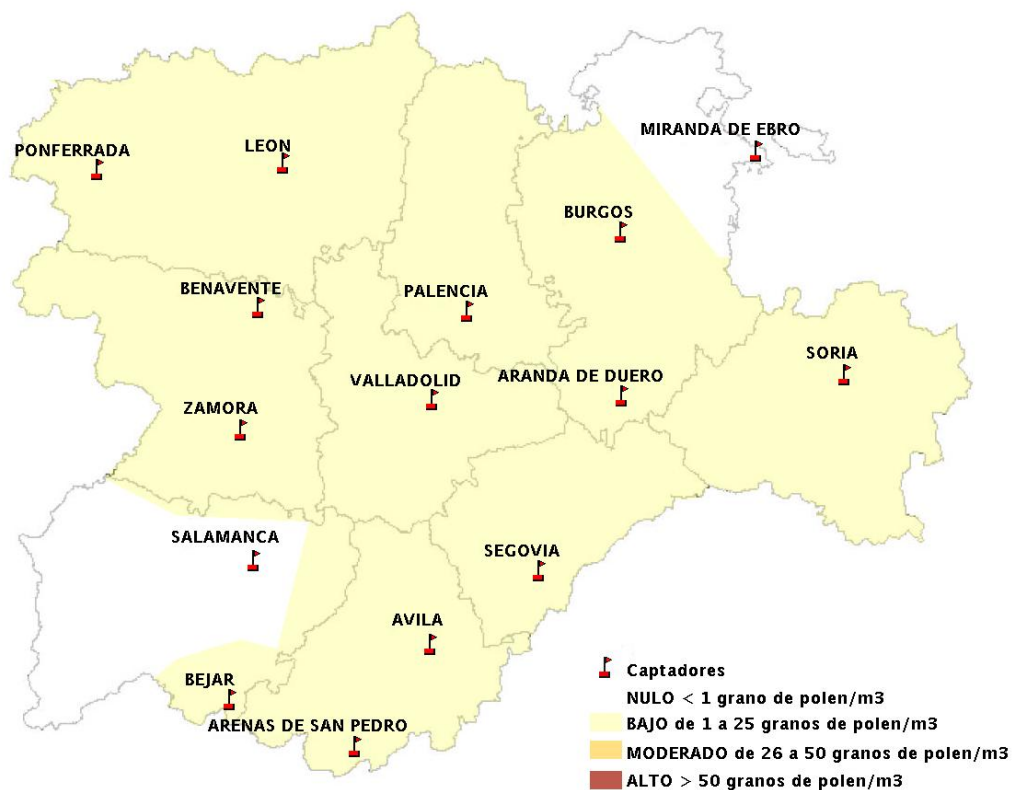 MIRANDA DE EBRO
PONFERRADA
LEON
BURGOS
BENAVENTE
PALENCIA
SORIA
VALLADOLID
ARANDA DE DUERO
ZAMORA
SALAMANCA
SEGOVIA
AVILA
BEJAR
ARENAS DE SAN PEDRO
Captadores
NULO < 1 grano de polen/m3
BAJO de 1 a 25 granos de polen/m3
MODERADO de 26 a 50 granos de polen/m3
ALTO > 50 granos de polen/m3